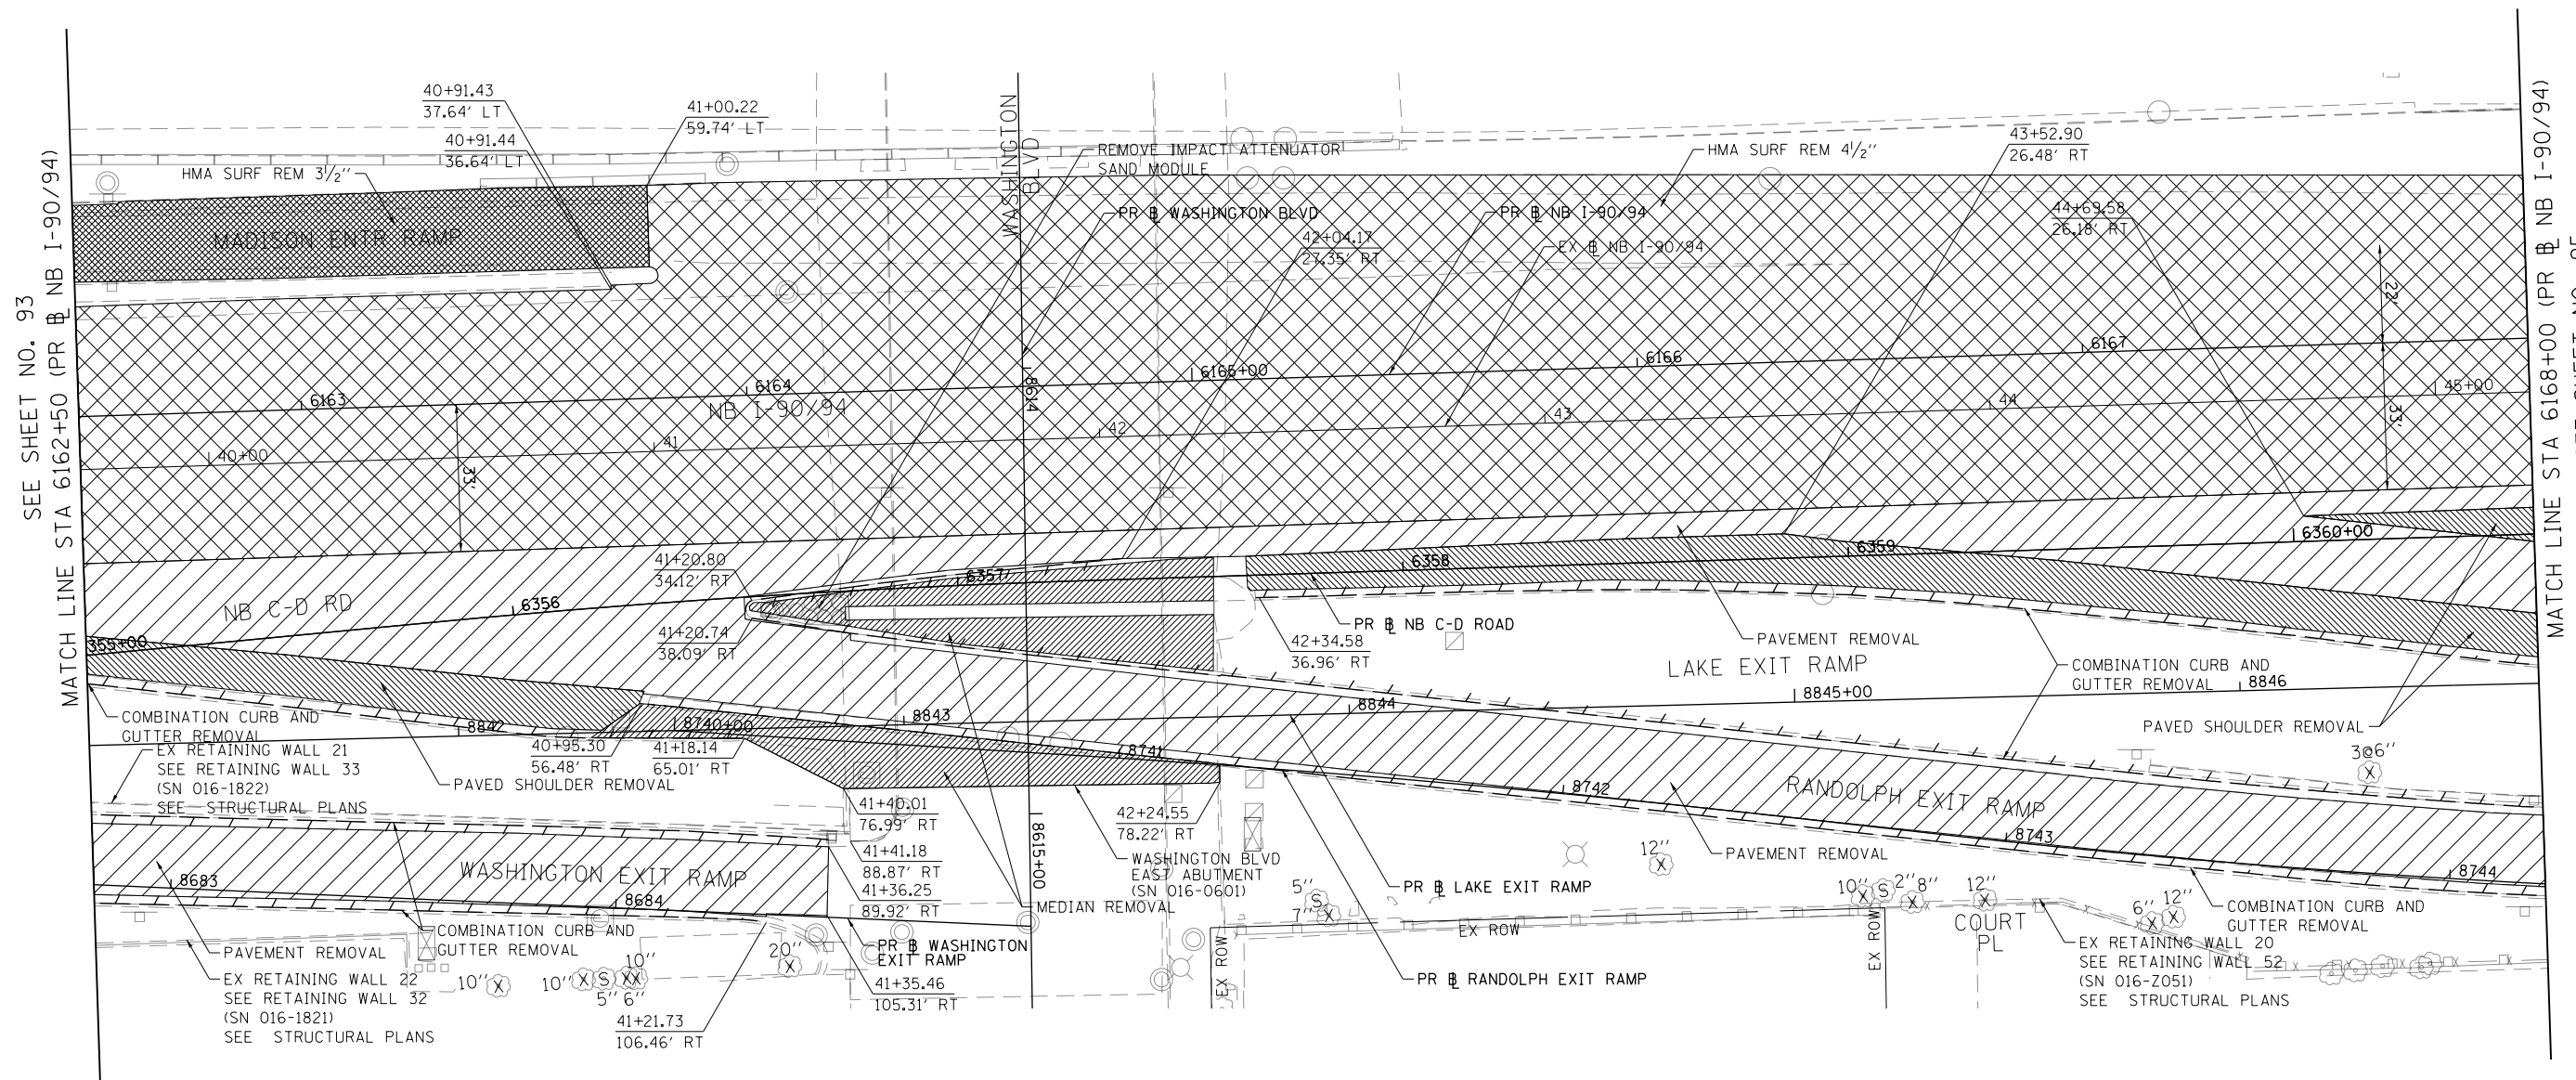 SEE SHEET NO. 93
MATCH LINE STA 6162+50 (PR ℄ NB I-90/94)
40+91.43
37.64' LT
40+91.44
36.64' LT
41+00.22
59.74' LT
HMA SURF REM 3½''
MADISON ENTR RAMP
WASHINGTON
BLVD
REMOVE IMPACT ATTENUATOR
SAND MODULE
PR ℄ WASHINGTON BLVD
42+04.17
27.35' RT
PR ℄ NB I-90/94
EX ℄ NB I-90/94
HMA SURF REM 4½''
43+52.90
26.48' RT
44+69.58
26.18' RT
22'
33'
33'
6163
6164
6165+00
6166
6167
NB I-90/94
8614
40+00
41
42
43
44
45+00
NB C-D RD
355+00
6356
6357
6358
6359
6360+00
41+20.80
34.12' RT
41+20.74
38.09' RT
PR ℄ NB C-D ROAD
42+34.58
36.96' RT
PAVEMENT REMOVAL
LAKE EXIT RAMP
COMBINATION CURB AND
GUTTER REMOVAL
8842
8843
8844
8845+00
8846
PAVED SHOULDER REMOVAL
COMBINATION CURB AND
GUTTER REMOVAL
EX RETAINING WALL 21
SEE RETAINING WALL 33
(SN 016-1822)
SEE STRUCTURAL PLANS
PAVED SHOULDER REMOVAL
40+95.30
56.48' RT
41+18.14
65.01' RT
8740+00
8741
8742
8743
8744
RANDOLPH EXIT RAMP
3@6''
41+40.01
76.99' RT
41+41.18
88.87' RT
41+36.25
89.92' RT
42+24.55
78.22' RT
8615+00
WASHINGTON BLVD
EAST ABUTMENT
(SN 016-0601)
MEDIAN REMOVAL
WASHINGTON EXIT RAMP
8683
8684
PAVEMENT REMOVAL
COMBINATION CURB AND
GUTTER REMOVAL
EX RETAINING WALL 22
SEE RETAINING WALL 32
(SN 016-1821)
SEE STRUCTURAL PLANS
10''
X
10''
X
S
XX
10''
5'' 6''
20''
X
41+21.73
106.46' RT
PR ℄ WASHINGTON
EXIT RAMP
41+35.46
105.31' RT
PR ℄ LAKE EXIT RAMP
PR ℄ RANDOLPH EXIT RAMP
PAVEMENT REMOVAL
12''
X
5''
S
7''
X
EX ROW
EX ROW
EX ROW
10''
X
S
2''
8''
X
12''
X
COURT
PL
6''
X
12''
X
COMBINATION CURB AND
GUTTER REMOVAL
EX RETAINING WALL 20
SEE RETAINING WALL 52
(SN 016-Z051)
SEE STRUCTURAL PLANS
MATCH LINE STA 6168+00 (PR ℄ NB I-90/94)